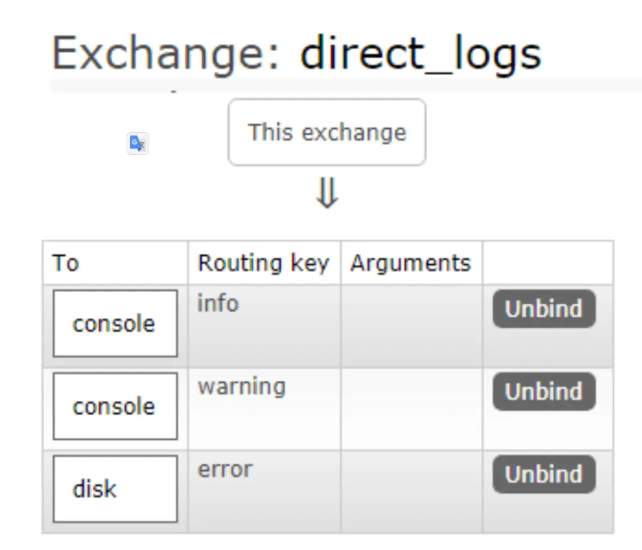 Exchange: direct_logs
This exchange
⇓
To Routing key Arguments
console info Unbind
console warning Unbind
disk error Unbind